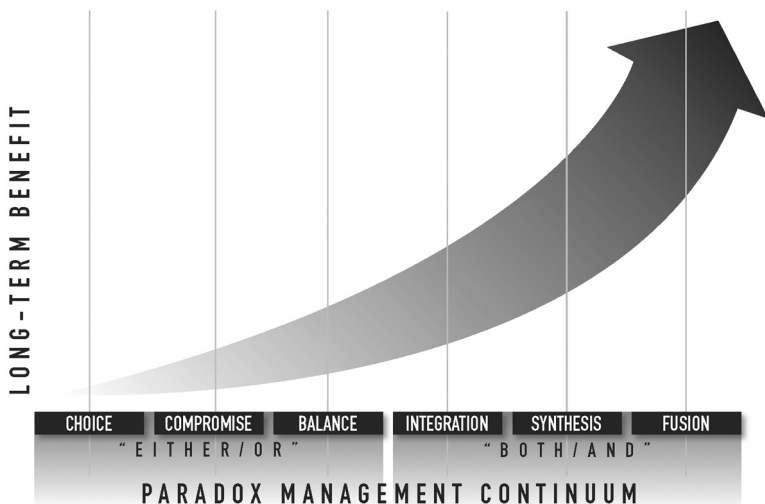 LONG-TERM BENEFIT
CHOICE COMPROMISE BALANCE INTEGRATION SYNTHESIS FUSION
"EITHER/OR" "BOTH/AND"
PARADOX MANAGEMENT CONTINUUM